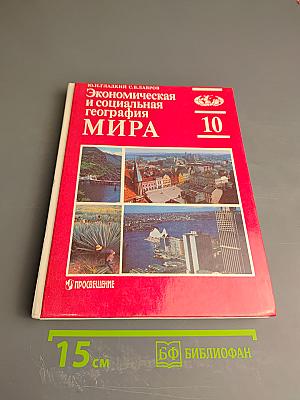 Ю.Н.ГЛАДКИЙ С.Б.ЛАВРОВ
Экономическая
и социальная
география
МИРА
10
ПРОСВЕЩЕНИЕ
15 см
БФ БИБЛИОФАН